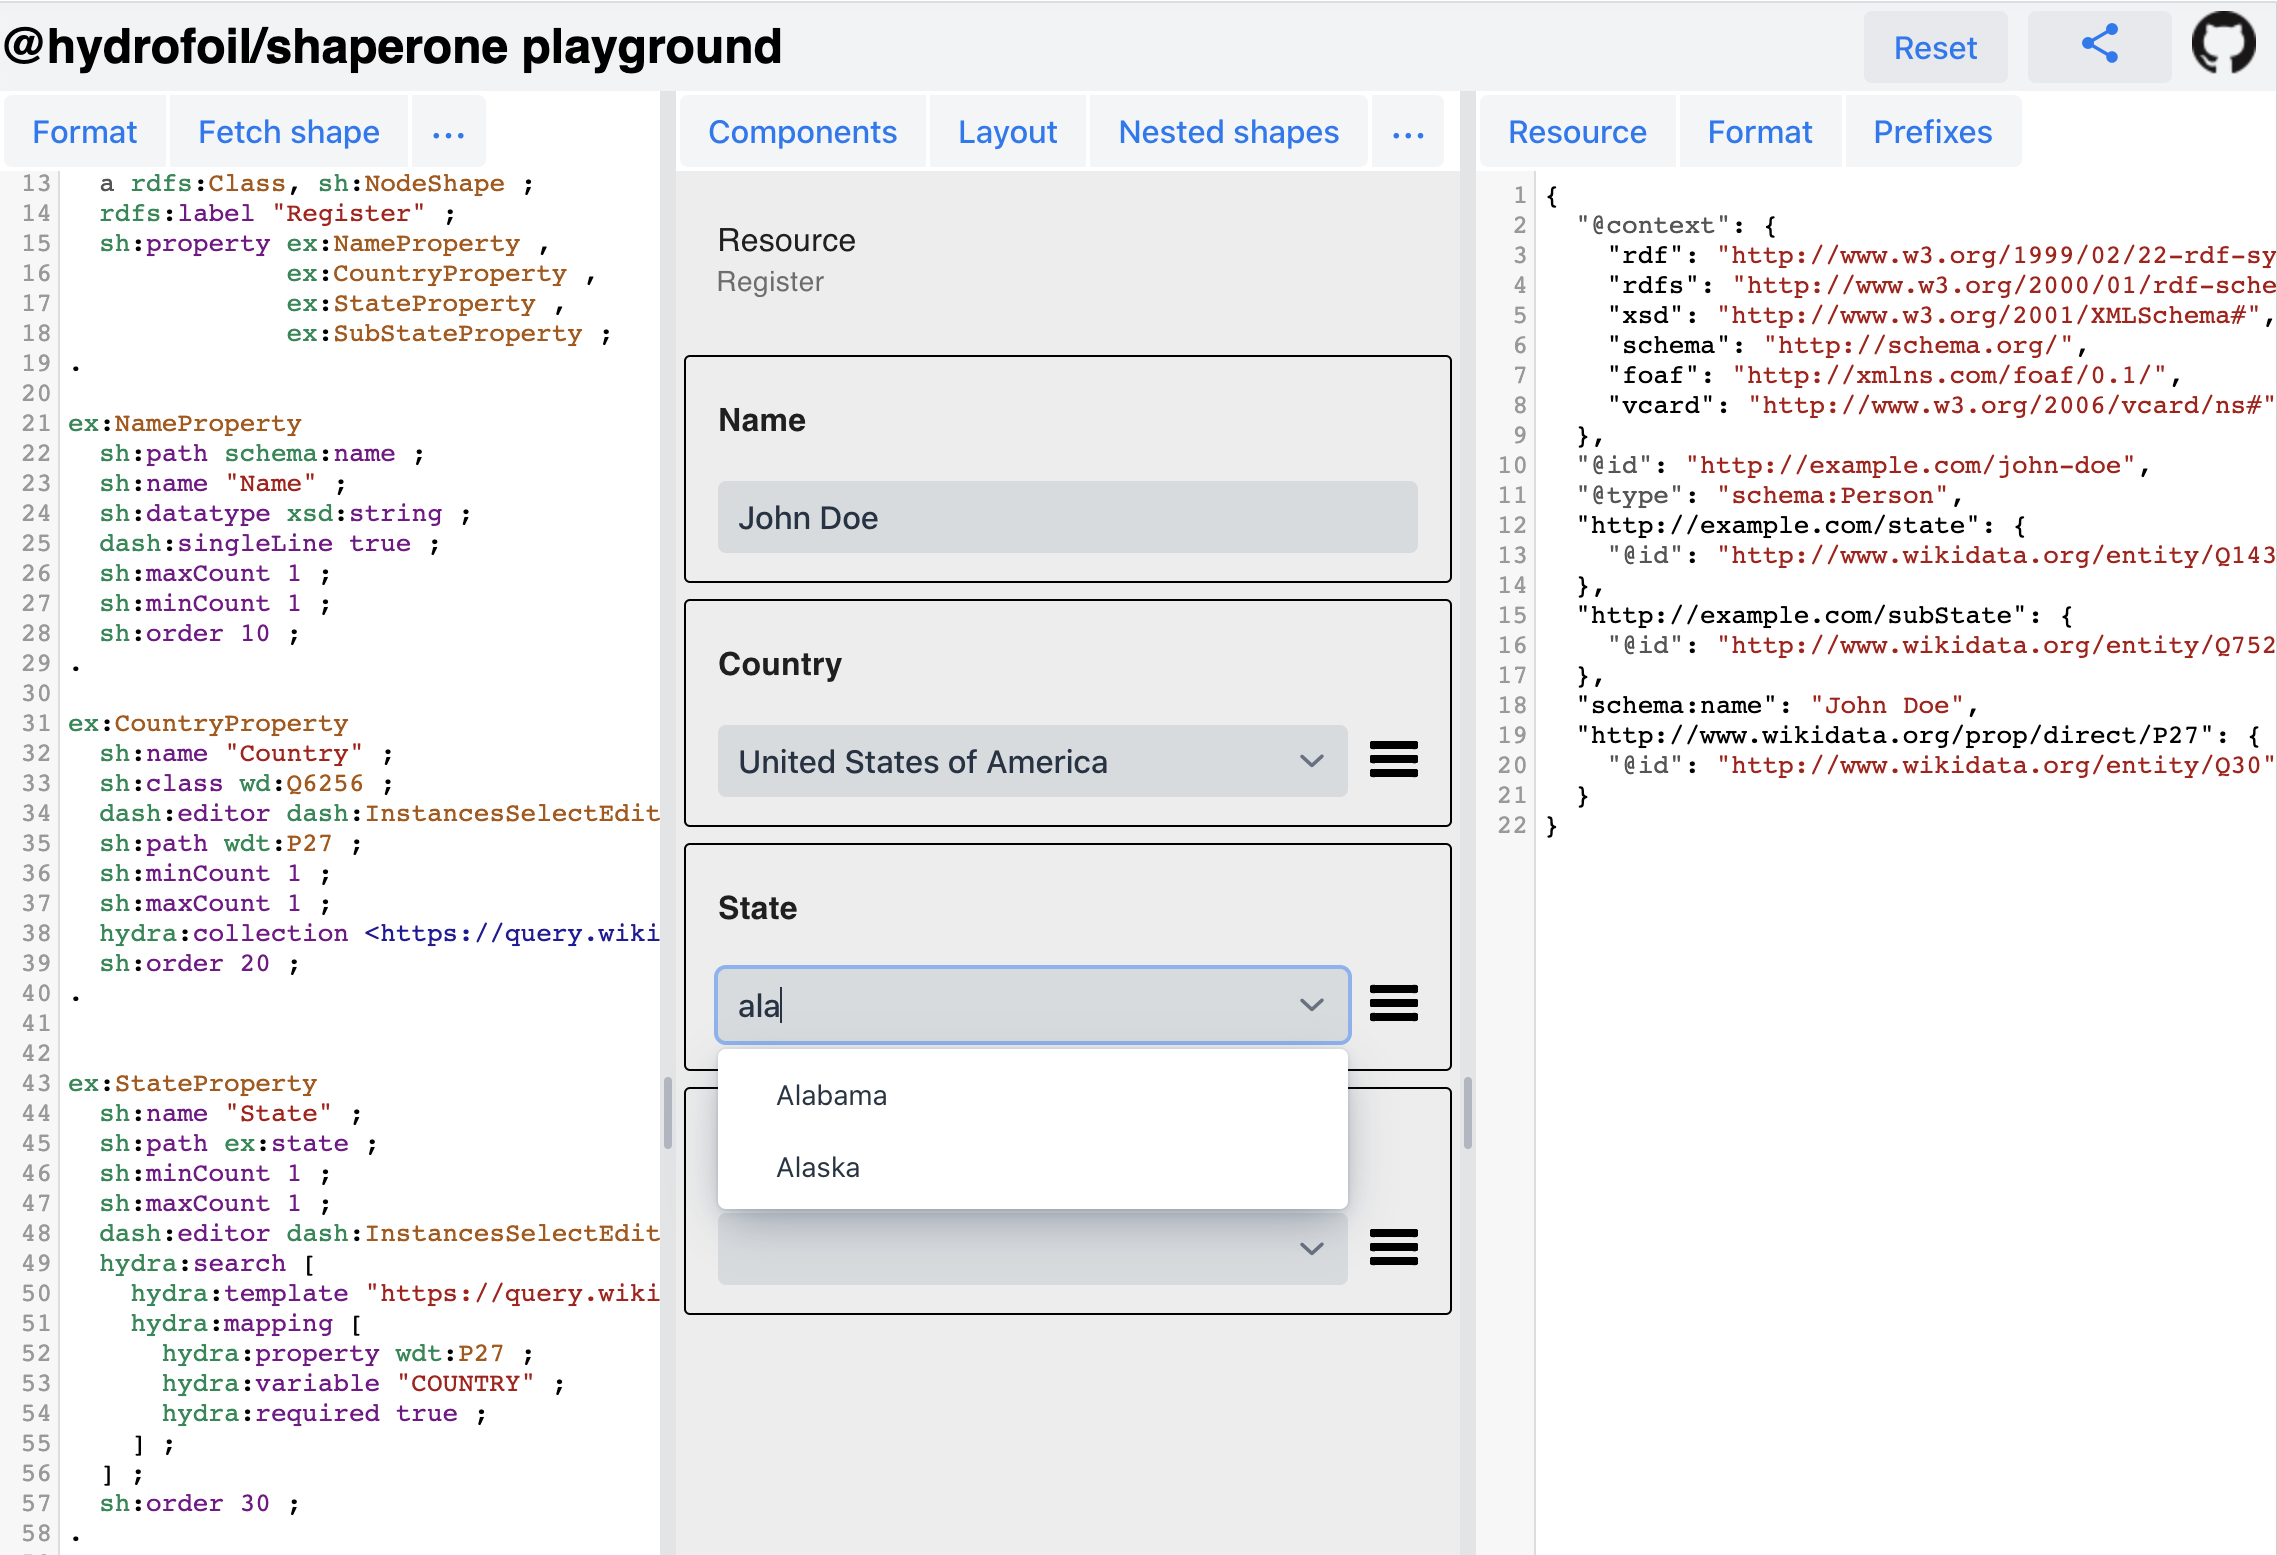 @hydrofoil/shaperone playground
Reset
Format
Fetch shape
...
13 a rdfs:Class, sh:NodeShape ;
14 rdfs:label "Register" ;
15 sh:property ex:NameProperty ,
16 ex:CountryProperty ,
17 ex:StateProperty ,
18 ex:SubStateProperty ;
19 .
20
21 ex:NameProperty
22 sh:path schema:name ;
23 sh:name "Name" ;
24 sh:datatype xsd:string ;
25 dash:singleLine true ;
26 sh:maxCount 1 ;
27 sh:minCount 1 ;
28 sh:order 10 ;
29 .
30
31 ex:CountryProperty
32 sh:name "Country" ;
33 sh:class wd:Q6256 ;
34 dash:editor dash:InstancesSelectEdit
35 sh:path wdt:P27 ;
36 sh:minCount 1 ;
37 sh:maxCount 1 ;
38 hydra:collection <https://query.wiki
39 sh:order 20 ;
40 .
41
42
43 ex:StateProperty
44 sh:name "State" ;
45 sh:path ex:state ;
46 sh:minCount 1 ;
47 sh:maxCount 1 ;
48 dash:editor dash:InstancesSelectEdit
49 hydra:search [
50 hydra:template "https://query.wiki
51 hydra:mapping [
52 hydra:property wdt:P27 ;
53 hydra:variable "COUNTRY" ;
54 hydra:required true ;
55 ] ;
56 ] ;
57 sh:order 30 ;
58 .
Components
Layout
Nested shapes
...
Resource
Register
Name
John Doe
Country
United States of America
State
ala
Alabama
Alaska
Resource
Format
Prefixes
1 {
2 "@context": {
3 "rdf": "http://www.w3.org/1999/02/22-rdf-sy
4 "rdfs": "http://www.w3.org/2000/01/rdf-sche
5 "xsd": "http://www.w3.org/2001/XMLSchema#",
6 "schema": "http://schema.org/",
7 "foaf": "http://xmlns.com/foaf/0.1/",
8 "vcard": "http://www.w3.org/2006/vcard/ns#"
9 },
10 "@id": "http://example.com/john-doe",
11 "@type": "schema:Person",
12 "http://example.com/state": {
13 "@id": "http://www.wikidata.org/entity/Q143
14 },
15 "http://example.com/subState": {
16 "@id": "http://www.wikidata.org/entity/Q752
17 },
18 "schema:name": "John Doe",
19 "http://www.wikidata.org/prop/direct/P27": {
20 "@id": "http://www.wikidata.org/entity/Q30"
21 }
22 }